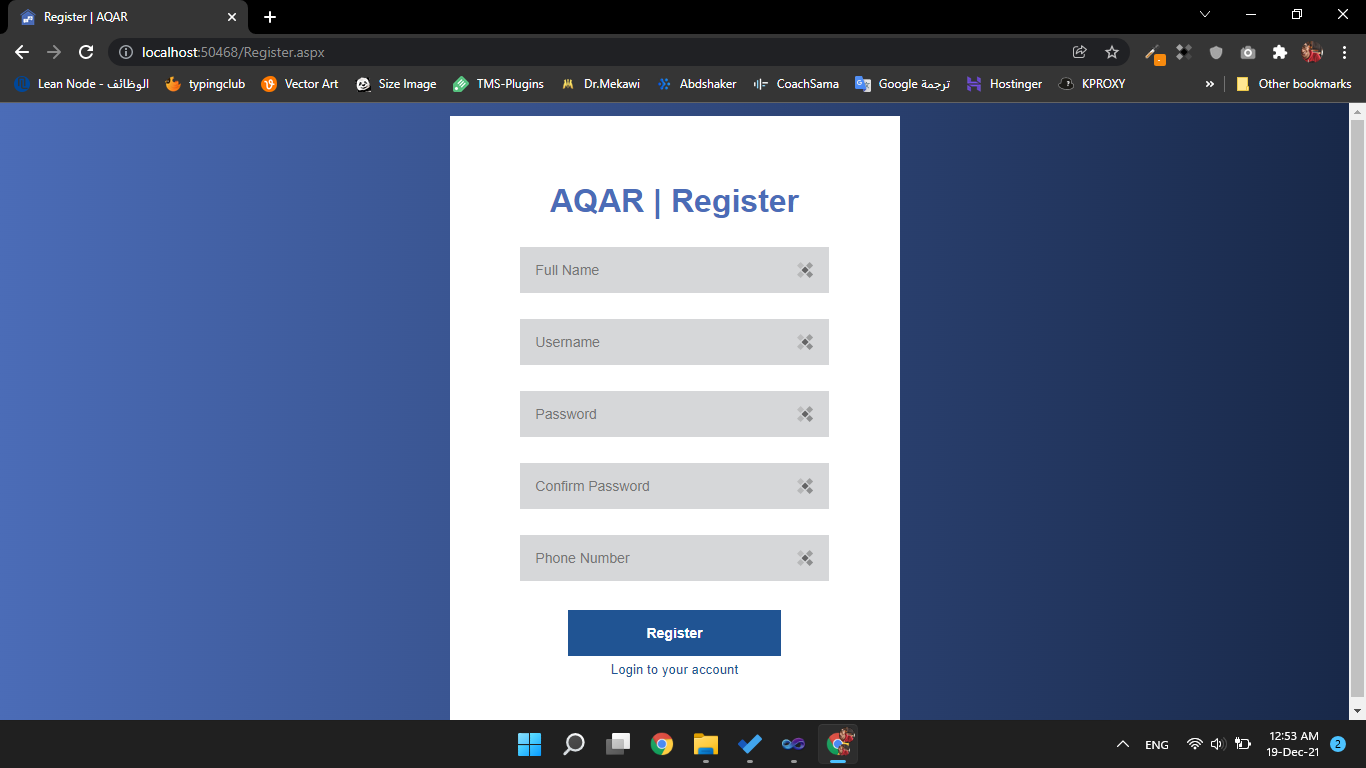 Register | AQAR
localhost:50468/Register.aspx
Lean Node - الوظائف
typingclub
Vector Art
Size Image
TMS-Plugins
Dr.Mekawi
Abdshaker
CoachSama
Google ترجمة
Hostinger
KPROXY
»
Other bookmarks
AQAR | Register
Full Name
Username
Password
Confirm Password
Phone Number
Register
Login to your account
ENG
12:53 AM
19-Dec-21
2